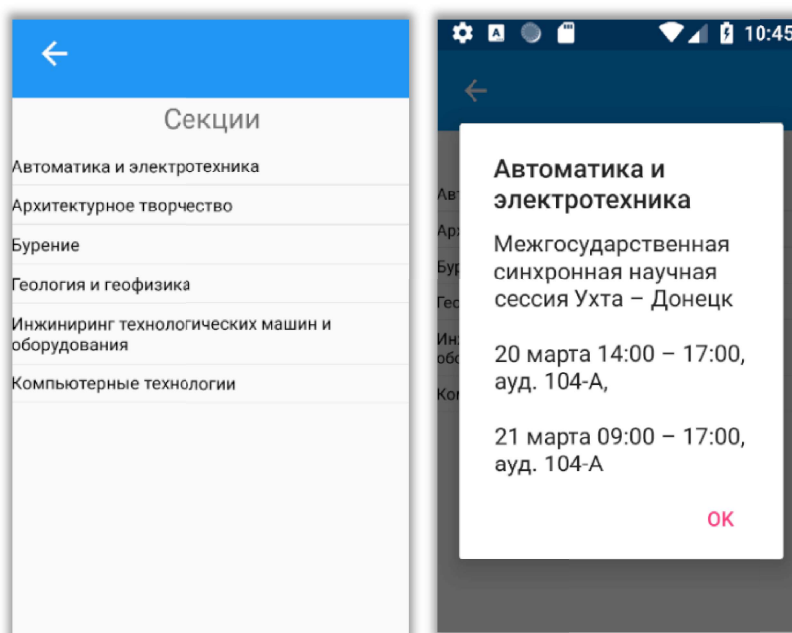 Секции
Автоматика и электротехника
Архитектурное творчество
Бурение
Геология и геофизика
Инжиниринг технологических машин и
оборудования
Компьютерные технологии
10:45
Автоматика и
электротехника
Межгосударственная
синхронная научная
сессия Ухта – Донецк
20 марта 14:00 – 17:00,
ауд. 104-А,
21 марта 09:00 – 17:00,
ауд. 104-А
OK